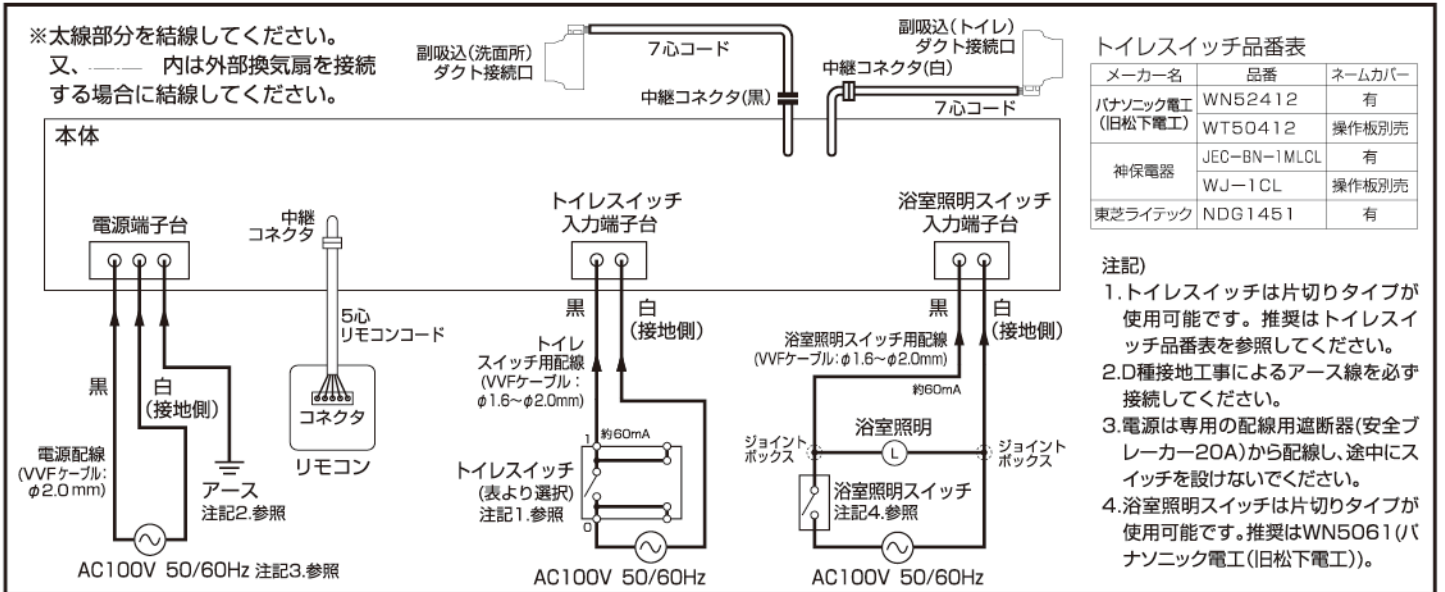 ※太線部分を結線してください。
又、 内は外部換気扇を接続
する場合に結線してください。
副吸込(洗面所)
ダクト接続口
7心コード
中継コネクタ(黒)
副吸込(トイレ)
ダクト接続口
中継コネクタ(白)
7心コード
本体
電源端子台
中継
コネクタ
トイレスイッチ
入力端子台
浴室照明スイッチ
入力端子台
5心
リモコンコード
コネクタ
リモコン
黒
白
(接地側)
電源配線
(VVFケーブル:
φ2.0mm)
アース
注記2.参照
AC100V 50/60Hz 注記3.参照
黒
白
(接地側)
トイレ
スイッチ用配線
(VVFケーブル:
φ1.6~φ2.0mm)
1
約60mA
トイレスイッチ
(表より選択)
注記1.参照
0
AC100V 50/60Hz
黒
白
(接地側)
浴室照明スイッチ用配線
(VVFケーブル:φ1.6~φ2.0mm)
約60mA
ジョイント
ボックス
浴室照明
L
ジョイント
ボックス
浴室照明スイッチ
注記4.参照
AC100V 50/60Hz
トイレスイッチ品番表
メーカー名 品番 ネームカバー
パナソニック電工
(旧松下電工)
WN52412 有
WT50412 操作板別売
神保電器
JEC-BN-1MLCL 有
WJ-1CL 操作板別売
東芝ライテック NDG1451 有
注記)
1.トイレスイッチは片切りタイプが
使用可能です。推奨はトイレスイ
ッチ品番表を参照してください。
2.D種接地工事によるアース線を必ず
接続してください。
3.電源は専用の配線用遮断器(安全ブ
レーカー20A)から配線し、途中にス
イッチを設けないでください。
4.浴室照明スイッチは片切りタイプが
使用可能です。推奨はWN5061(パ
ナソニック電工(旧松下電工))。